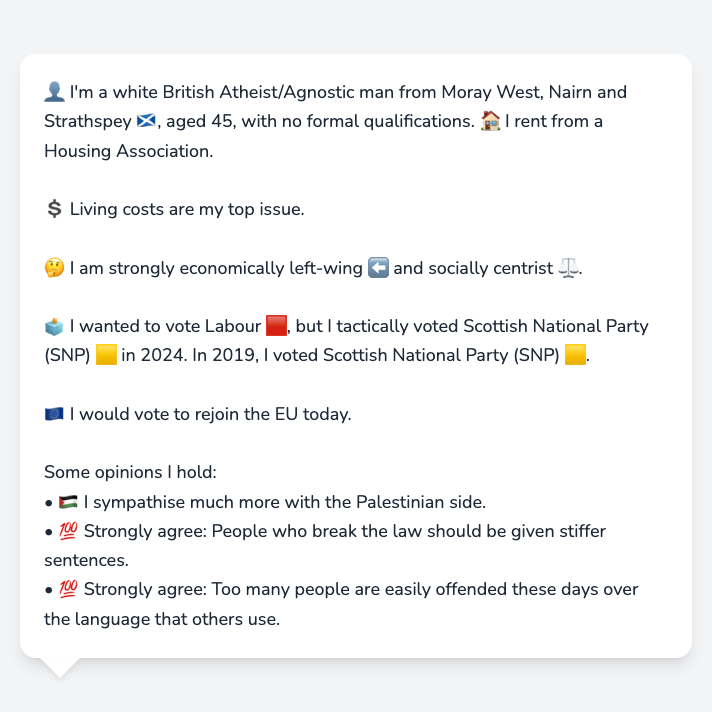 👤 I'm a white British Atheist/Agnostic man from Moray West, Nairn and
Strathspey 🏴󠁧󠁢󠁳󠁣󠁴󠁿, aged 45, with no formal qualifications. 🏠 I rent from a
Housing Association.
💲 Living costs are my top issue.
🤔 I am strongly economically left-wing ⬅️ and socially centrist ⚖️.
🗳️ I wanted to vote Labour 🟥, but I tactically voted Scottish National Party
(SNP) 🟨 in 2024. In 2019, I voted Scottish National Party (SNP) 🟨.
🇪🇺 I would vote to rejoin the EU today.
Some opinions I hold:
• 🇵🇸 I sympathise much more with the Palestinian side.
• 💯 Strongly agree: People who break the law should be given stiffer
sentences.
• 💯 Strongly agree: Too many people are easily offended these days over
the language that others use.